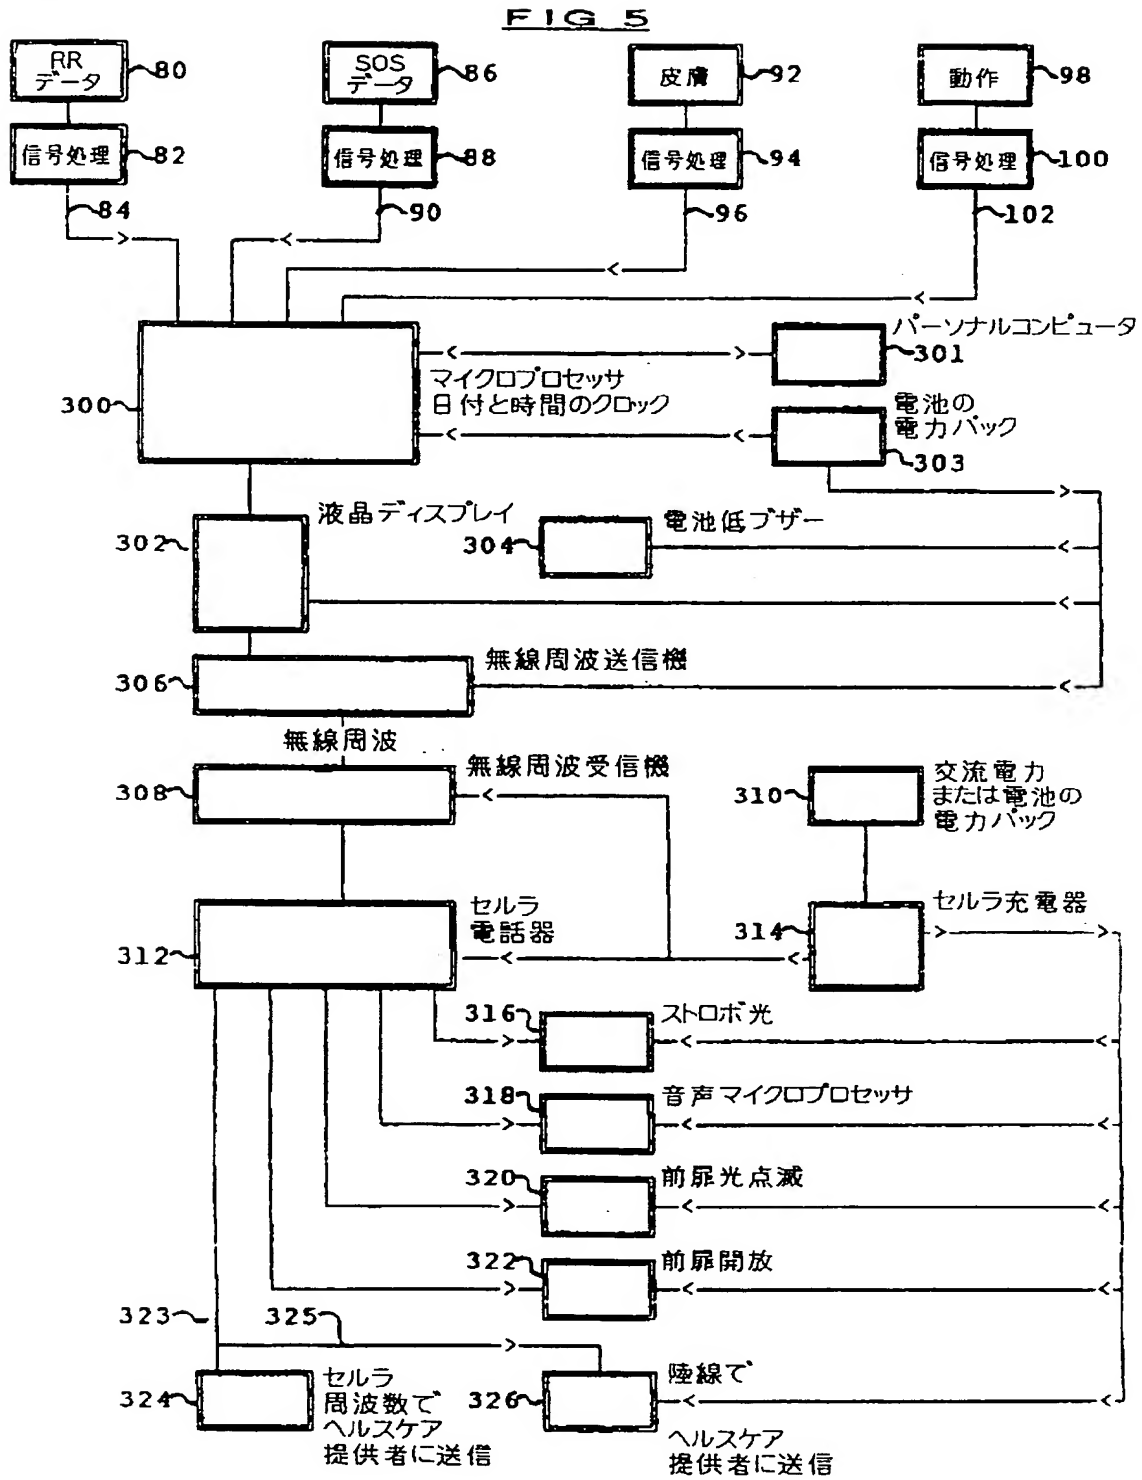 FIG 5
RR
データ
80
SOS
データ
86
皮膚
92
動作
98
信号処理
82
信号処理
88
信号処理
94
信号処理
100
84
90
96
102
パーソナルコンピュータ
301
300
マイクロプロセッサ
日付と時間のクロック
電池の
電力パック
303
302
液晶ディスプレイ
304
電池低ブザー
306
無線周波送信機
無線周波
308
無線周波受信機
310
交流電力
または電池の
電力パック
312
セルラ
電話器
314
セルラ充電器
316
ストロボ光
318
音声マイクロプロセッサ
320
前扉光点滅
322
前扉開放
323
325
324
セルラ
周波数で
ヘルスケア
提供者に送信
326
陸線で
ヘルスケア
提供者に送信